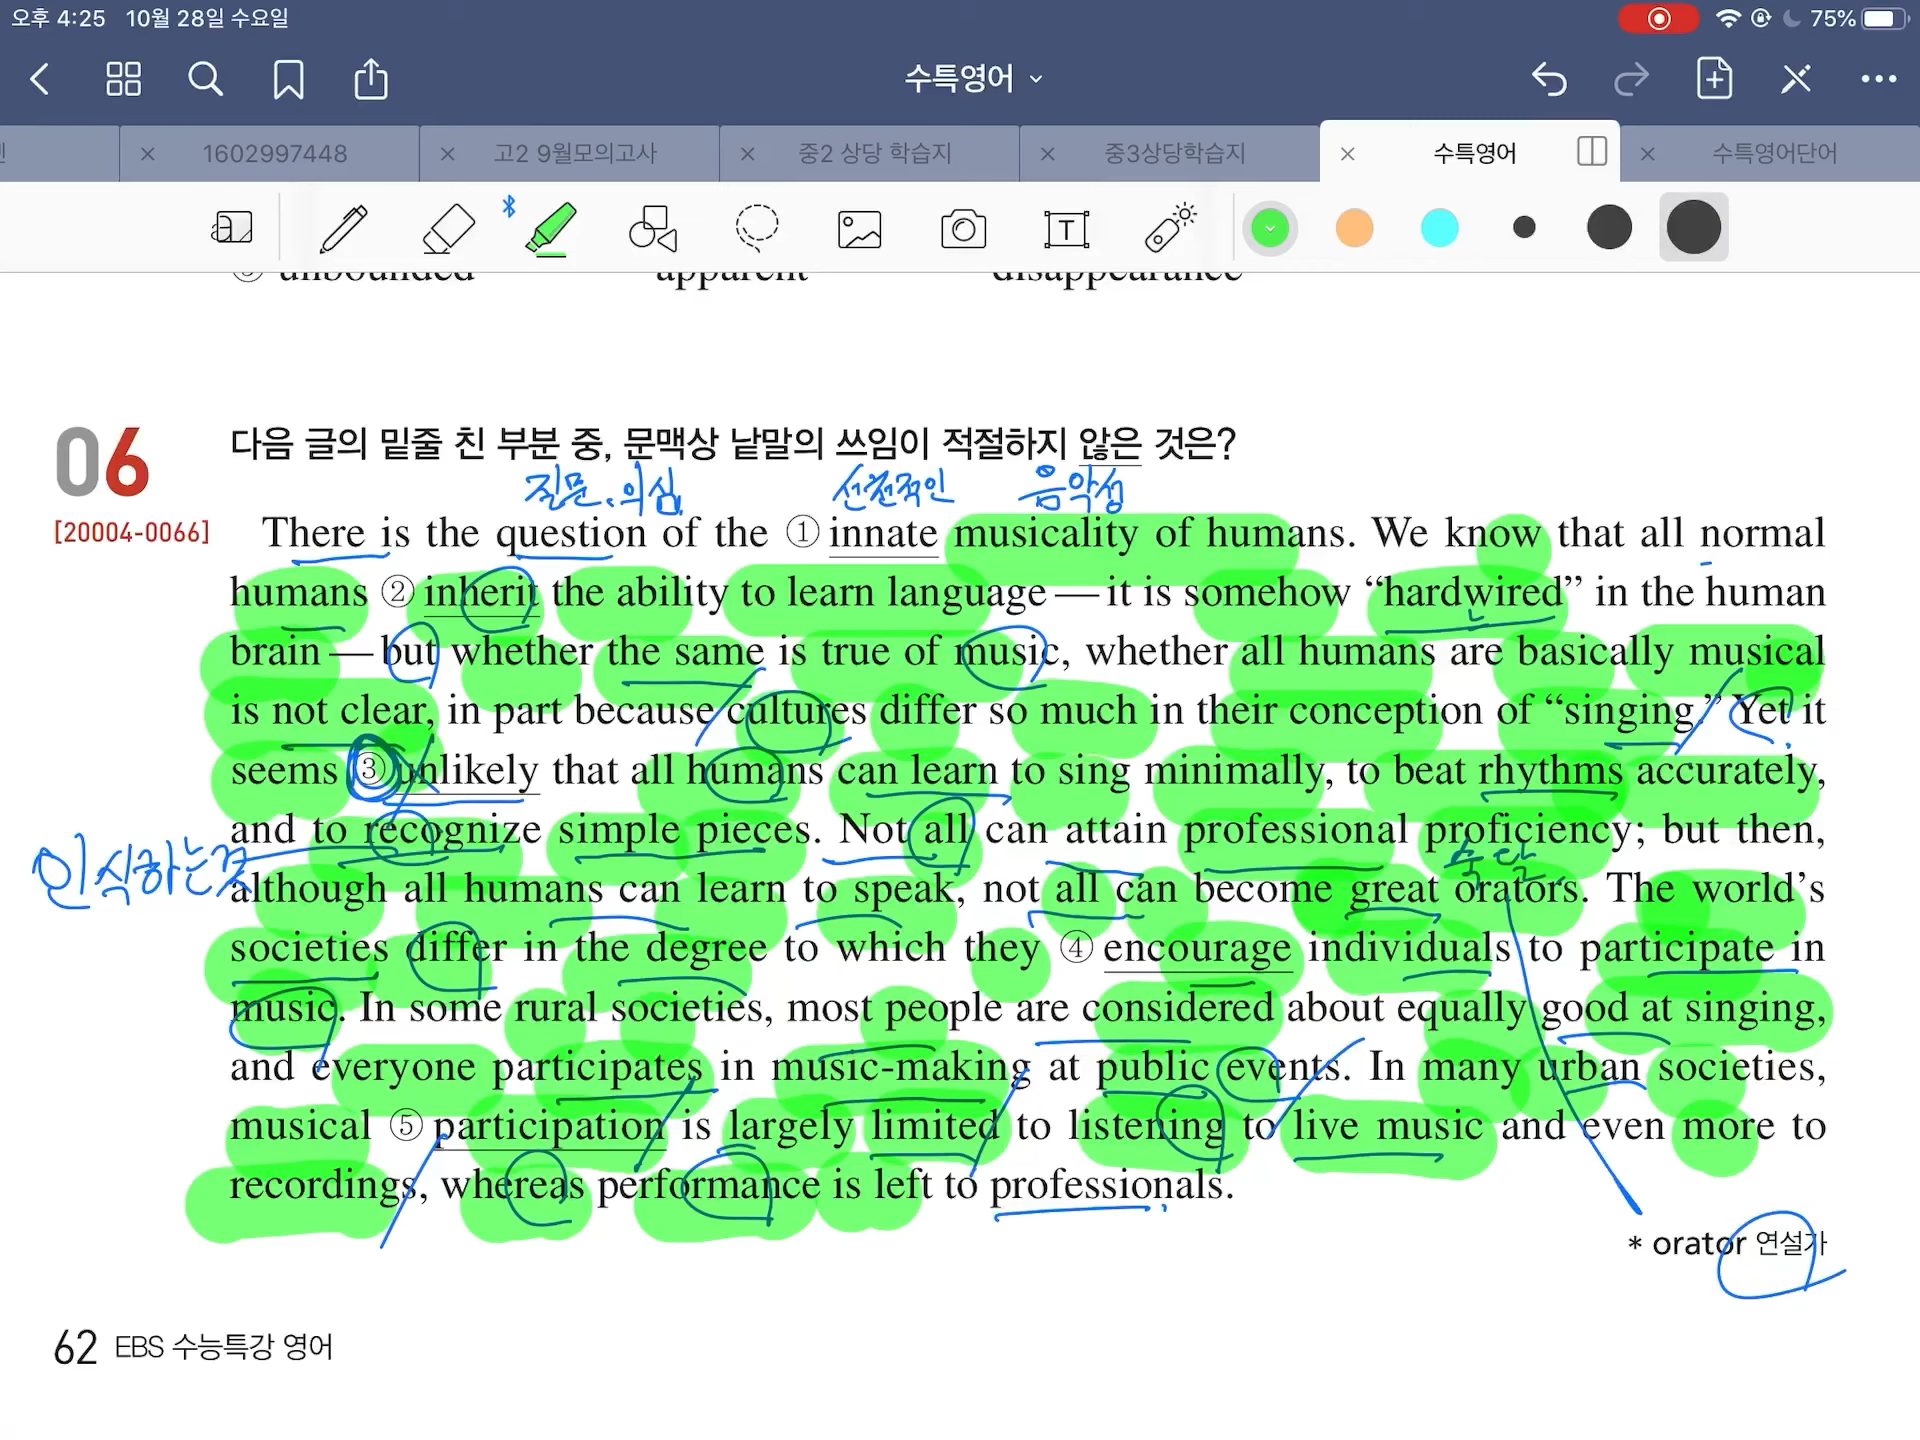 오후 4:25 10월 28일 수요일 75%
수특영어
1602997448 고2 9월모의고사 중2 상당 학습지 중3상당학습지 수특영어 수특영어단어
③ unbounded apparent disappearance
06 다음 글의 밑줄 친 부분 중, 문맥상 낱말의 쓰임이 적절하지 않은 것은?
질문, 의심 선천적인 음악성
[20004-0066]
There is the question of the ① innate musicality of humans. We know that all normal
humans ② inherit the ability to learn language — it is somehow “hardwired” in the human
brain — but whether the same is true of music, whether all humans are basically musical
is not clear, in part because cultures differ so much in their conception of “singing.” Yet it
seems ③ unlikely that all humans can learn to sing minimally, to beat rhythms accurately,
and to recognize simple pieces. Not all can attain professional proficiency; but then,
인식하는것 숙달
although all humans can learn to speak, not all can become great orators. The world’s
societies differ in the degree to which they ④ encourage individuals to participate in
music. In some rural societies, most people are considered about equally good at singing,
and everyone participates in music-making at public events. In many urban societies,
musical ⑤ participation is largely limited to listening to live music and even more to
recordings, whereas performance is left to professionals.
* orator 연설가
62 EBS 수능특강 영어